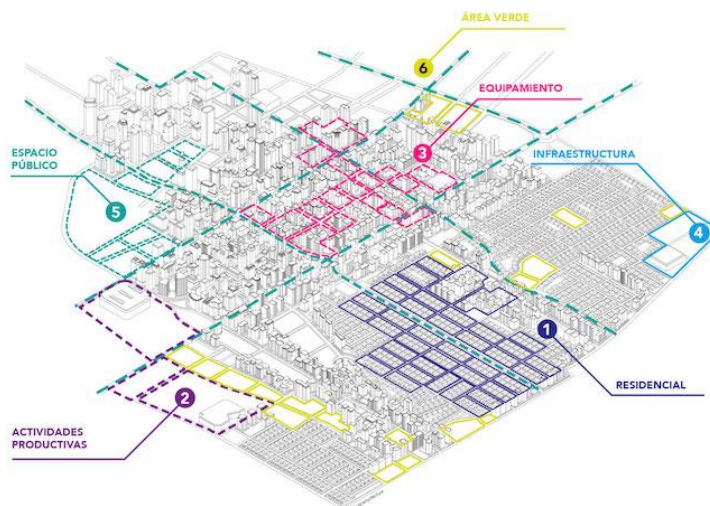 ÁREA VERDE
6
EQUIPAMIENTO
3
INFRAESTRUCTURA
4
ESPACIO
PÚBLICO
5
1
RESIDENCIAL
2
ACTIVIDADES
PRODUCTIVAS